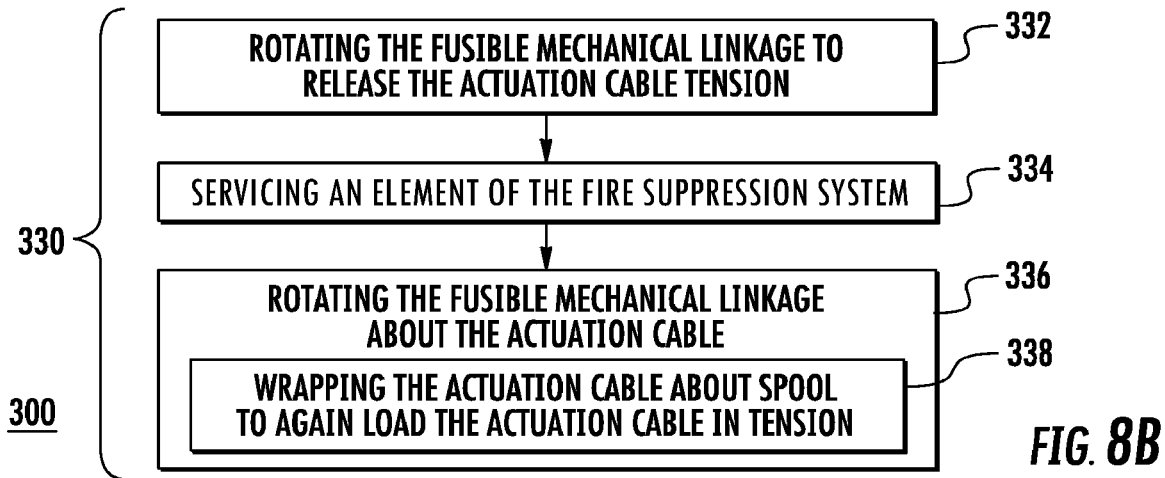 ROTATING THE FUSIBLE MECHANICAL LINKAGE TO
RELEASE THE ACTUATION CABLE TENSION
332
SERVICING AN ELEMENT OF THE FIRE SUPPRESSION SYSTEM
334
330
ROTATING THE FUSIBLE MECHANICAL LINKAGE
ABOUT THE ACTUATION CABLE
336
WRAPPING THE ACTUATION CABLE ABOUT SPOOL
TO AGAIN LOAD THE ACTUATION CABLE IN TENSION
338
300
FIG. 8B